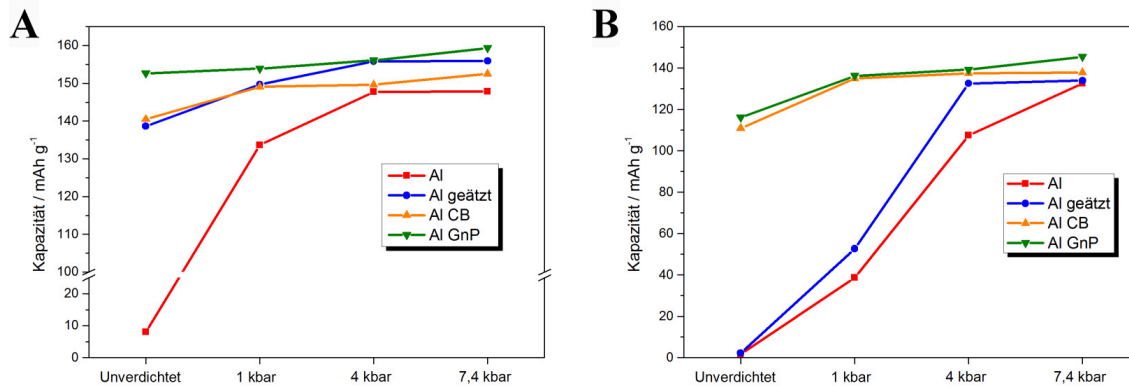 A
Kapazität / mAh g⁻¹
160
150
140
130
120
110
100
20
10
0
Al
Al geätzt
Al CB
Al GnP
Unverdichtet
1 kbar
4 kbar
7,4 kbar
B
Kapazität / mAh g⁻¹
160
140
120
100
80
60
40
20
0
Al
Al geätzt
Al CB
Al GnP
Unverdichtet
1 kbar
4 kbar
7,4 kbar